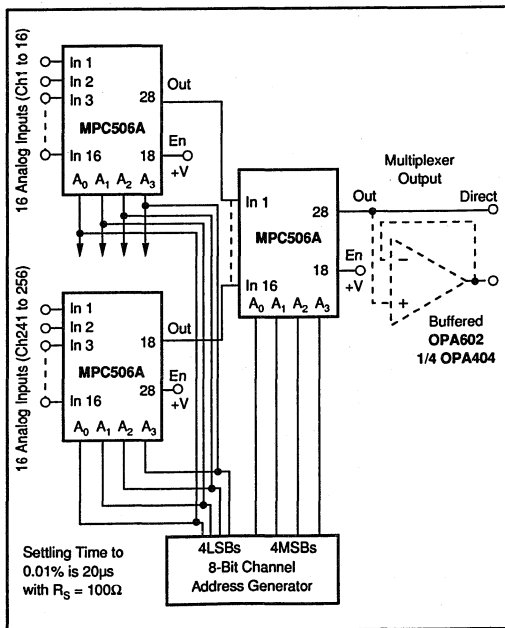 16 Analog Inputs (Ch1 to 16)
In 1
In 2
In 3
In 16
28
MPC506A
18
A0 A1 A2 A3
Out
En
+V
16 Analog Inputs (Ch241 to 256)
In 1
In 2
In 3
In 16
MPC506A
18
28
A0 A1 A2 A3
Out
En
+V
In 1
In 16
28
MPC506A
18
A0 A1 A2 A3
Multiplexer
Output
Out
Direct
En
+V
−
+
Buffered
OPA602
1/4 OPA404
4LSBs 4MSBs
8-Bit Channel
Address Generator
Settling Time to
0.01% is 20µs
with RS = 100Ω